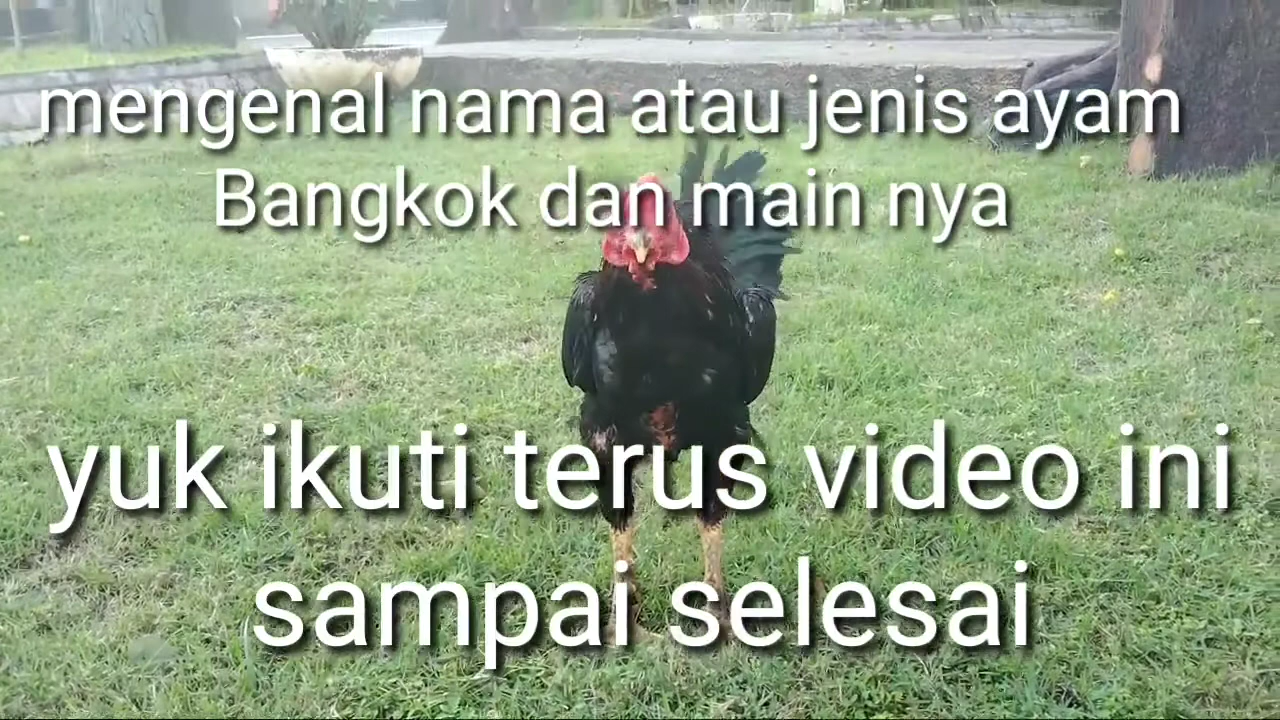 mengenal nama atau jenis ayam
Bangkok dan main nya
yuk ikuti terus video ini
sampai selesai